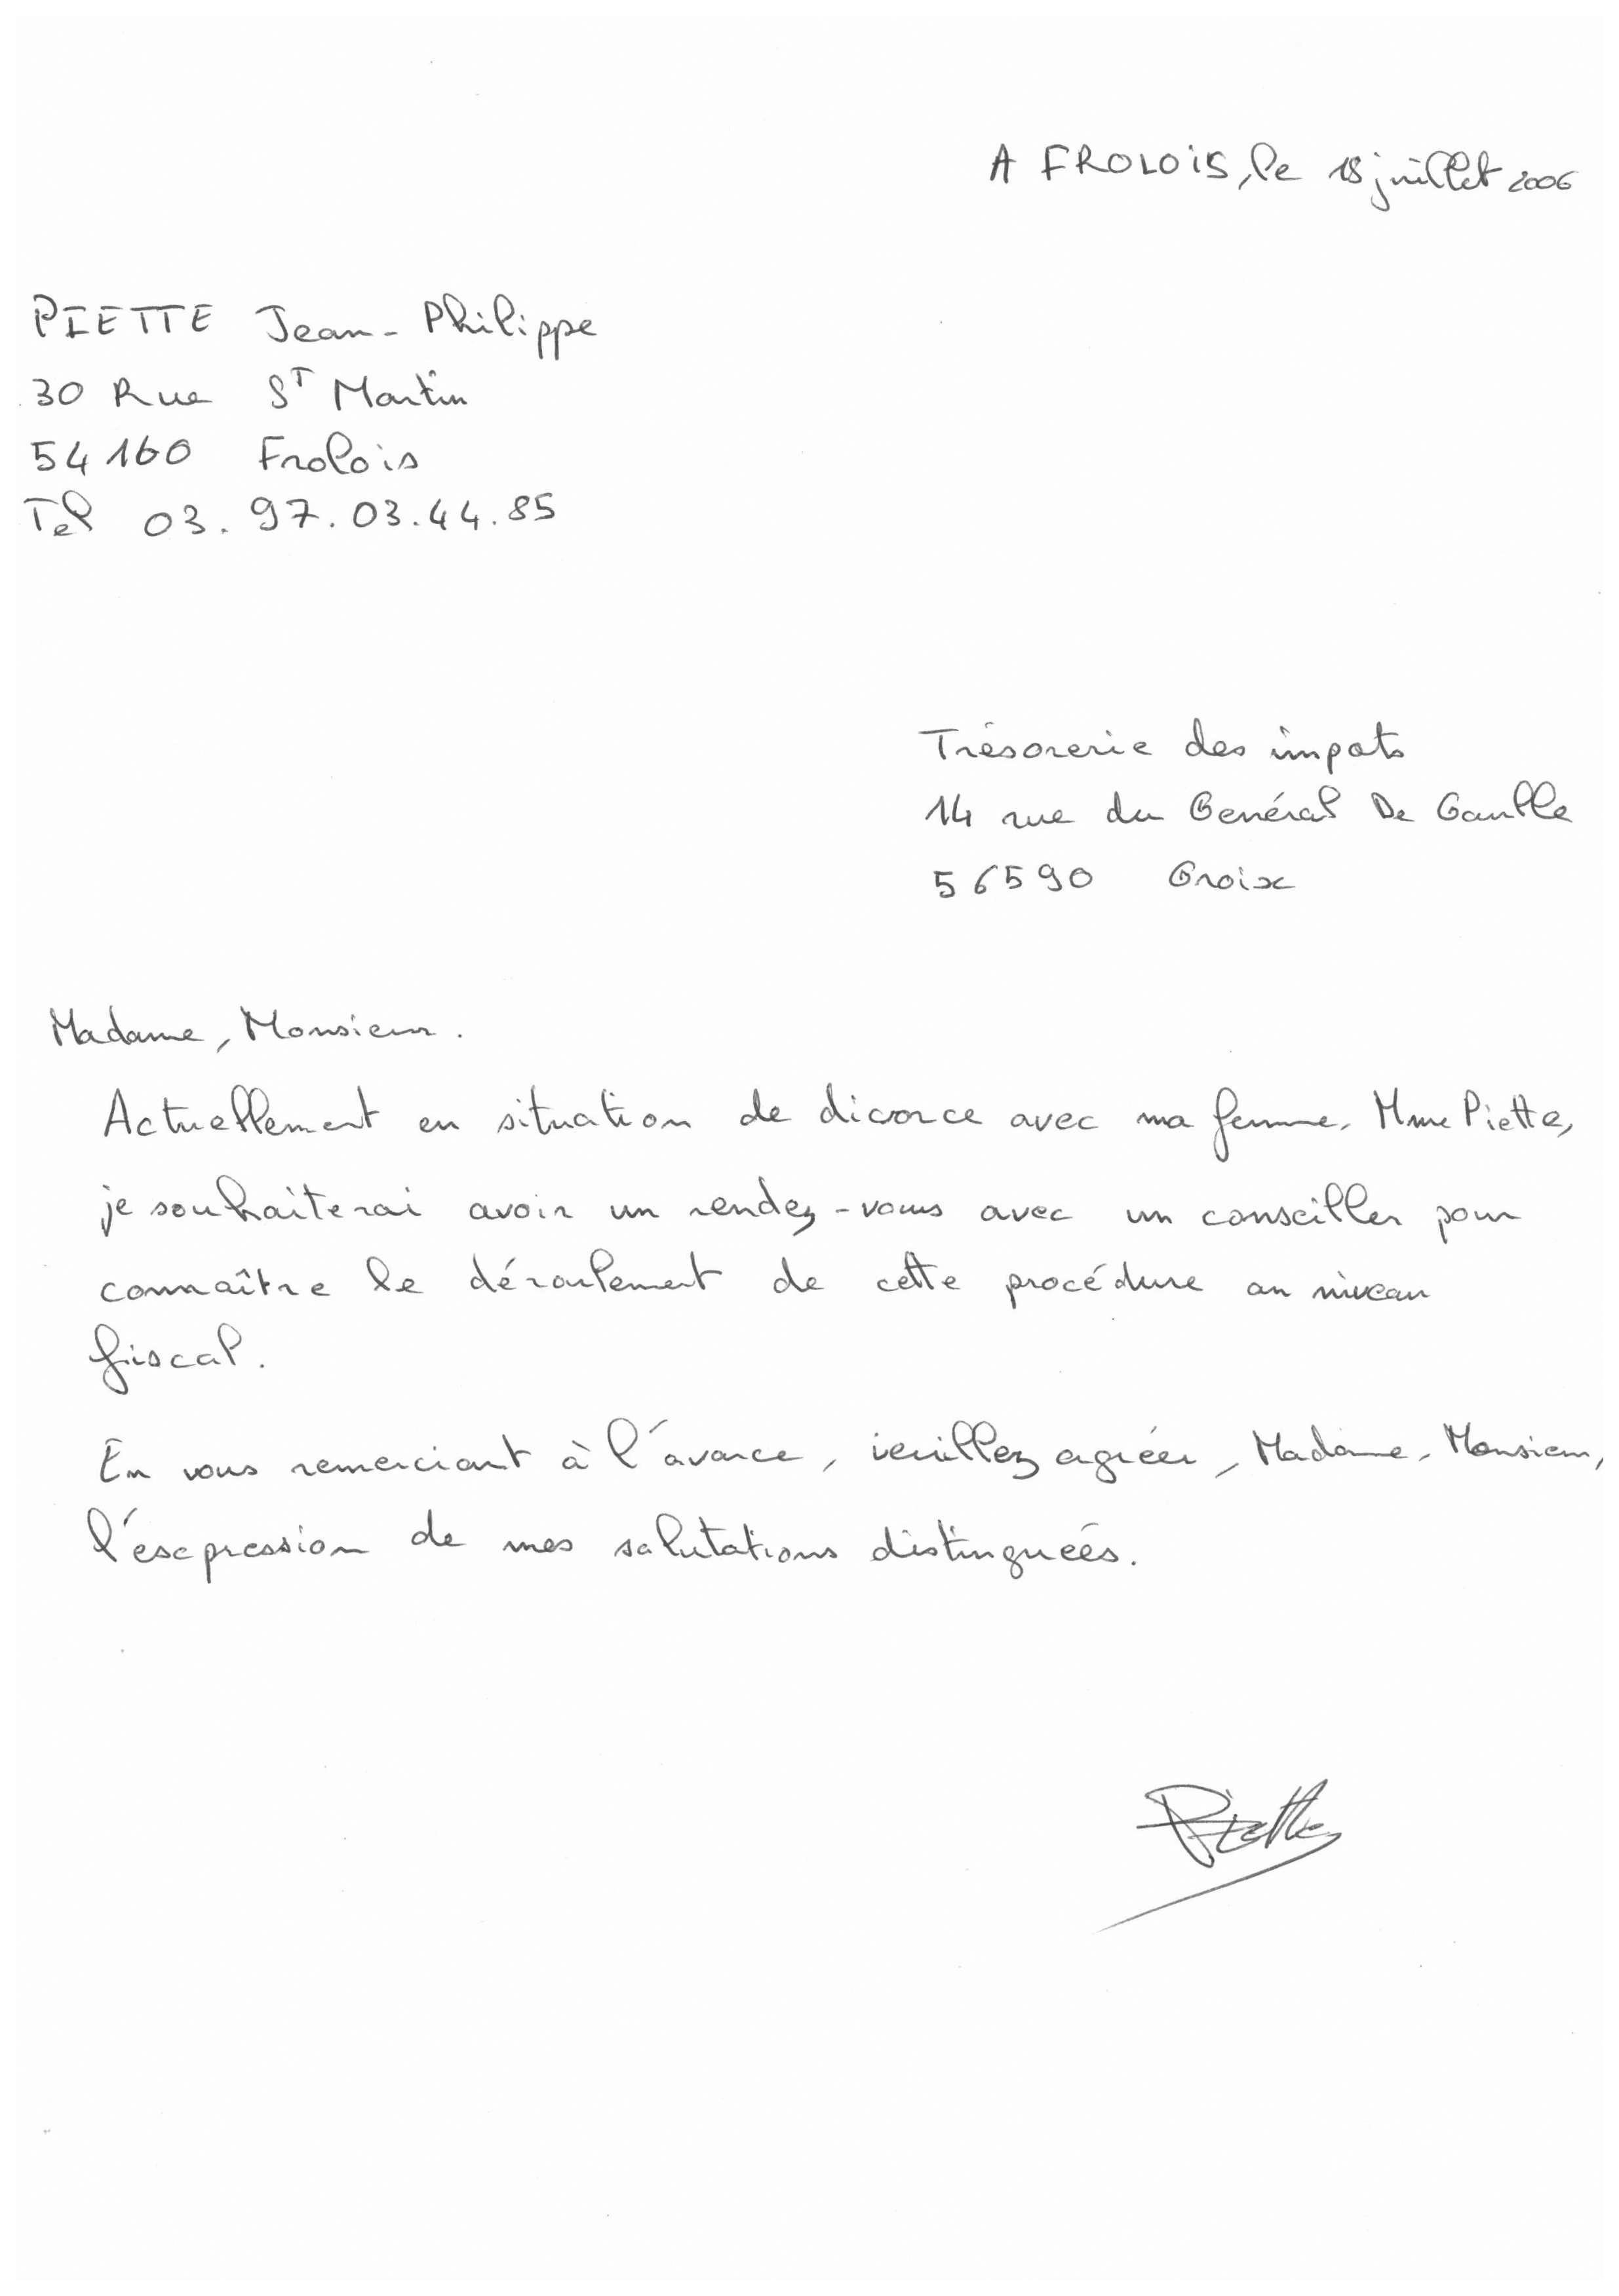 A FROLOIS, le 18 juillet 2006
PIETTE Jean-Philippe
30 Rue ST Martin
54160 Frolois
Tel 03.97.03.44.85
Trésorerie des impots
14 rue du Général De Gaulle
56590 Groix
Madame, Monsieur.
Actuellement en situation de divorce avec ma femme, Mme Piette,
je souhaiterai avoir un rendez-vous avec un conseiller pour
connaître le déroulement de cette procédure au niveau
fiscal.
En vous remerciant à l'avance, veuillez agréer, Madame, Monsieur,
l'expression de mes salutations distinguées.
Piette